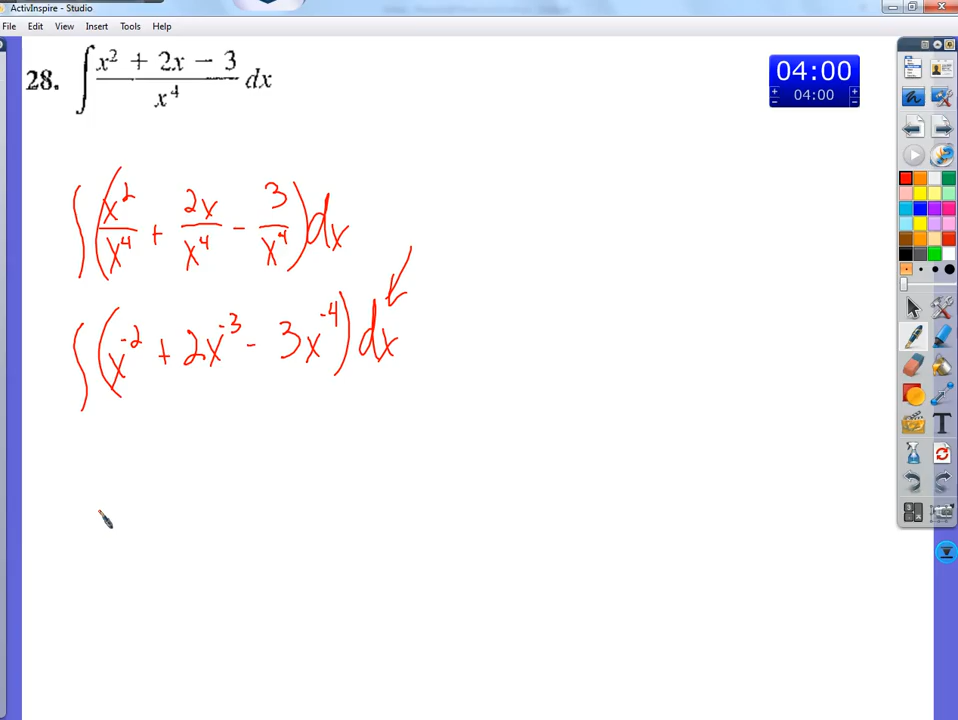 ActivInspire - Studio
File Edit View Insert Tools Help
28. ∫ (x² + 2x − 3)/x⁴ dx
04:00
04:00
∫ (x²/x⁴ + 2x/x⁴ - 3/x⁴) dx
∫ (x⁻² + 2x⁻³ - 3x⁻⁴) dx